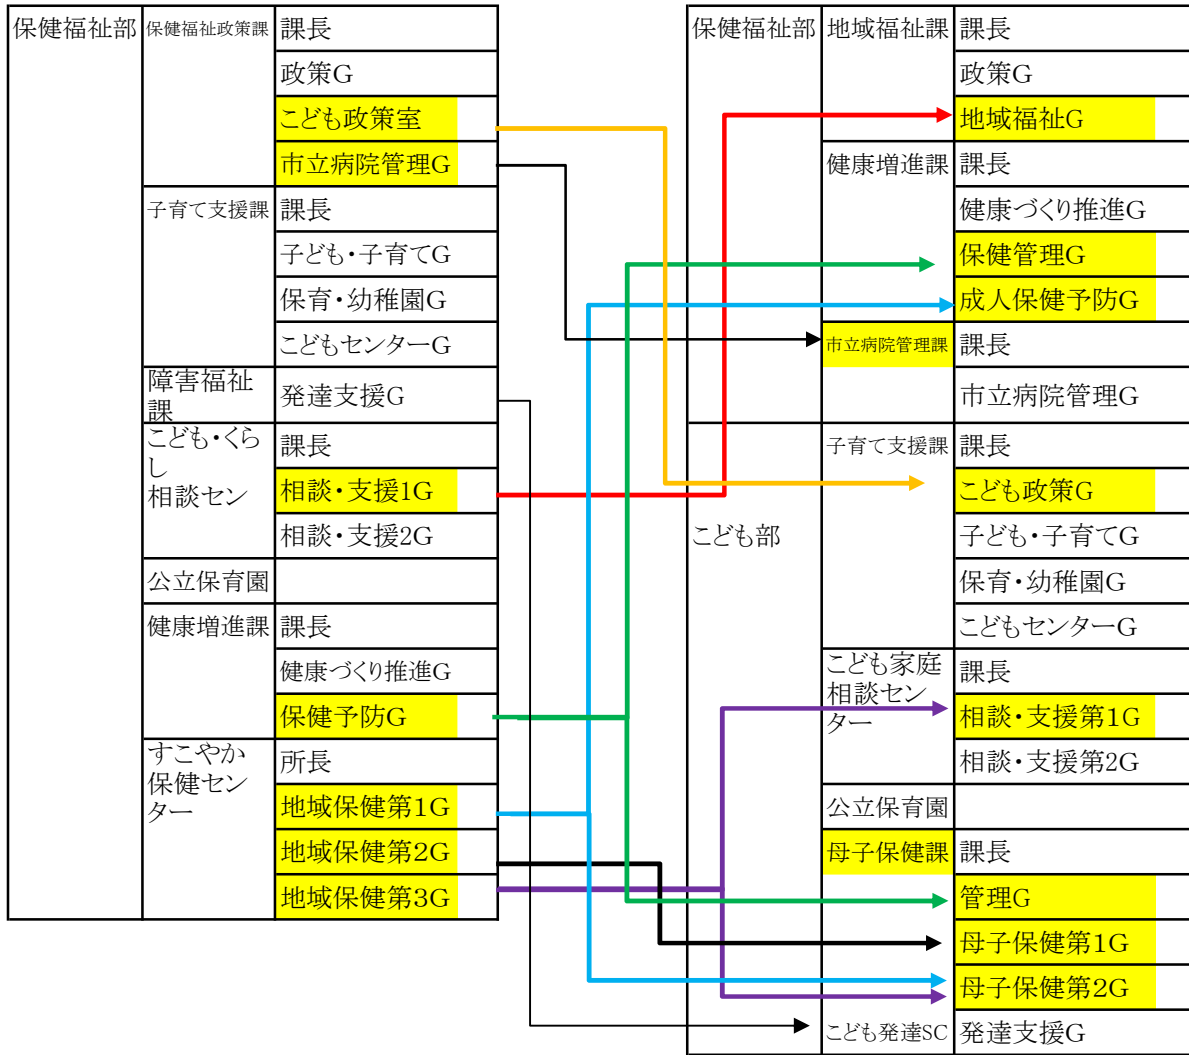 保健福祉部 保健福祉政策課 課長
政策G
こども政策室
市立病院管理G
子育て支援課 課長
子ども・子育てG
保育・幼稚園G
こどもセンターG
障害福祉
課
発達支援G
こども・くら
し
相談セン
課長
相談・支援1G
相談・支援2G
公立保育園
健康増進課 課長
健康づくり推進G
保健予防G
すこやか
保健セン
ター
所長
地域保健第1G
地域保健第2G
地域保健第3G
保健福祉部 地域福祉課 課長
政策G
地域福祉G
健康増進課 課長
健康づくり推進G
保健管理G
成人保健予防G
市立病院管理課 課長
市立病院管理G
こども部
子育て支援課 課長
こども政策G
子ども・子育てG
保育・幼稚園G
こどもセンターG
こども家庭
相談セン
ター
課長
相談・支援第1G
相談・支援第2G
公立保育園
母子保健課 課長
管理G
母子保健第1G
母子保健第2G
こども発達SC 発達支援G